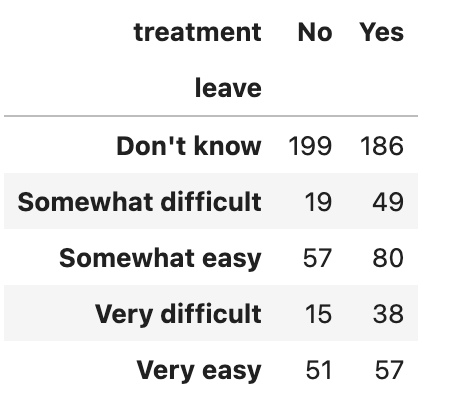 treatment No Yes
leave
Don't know 199 186
Somewhat difficult 19 49
Somewhat easy 57 80
Very difficult 15 38
Very easy 51 57